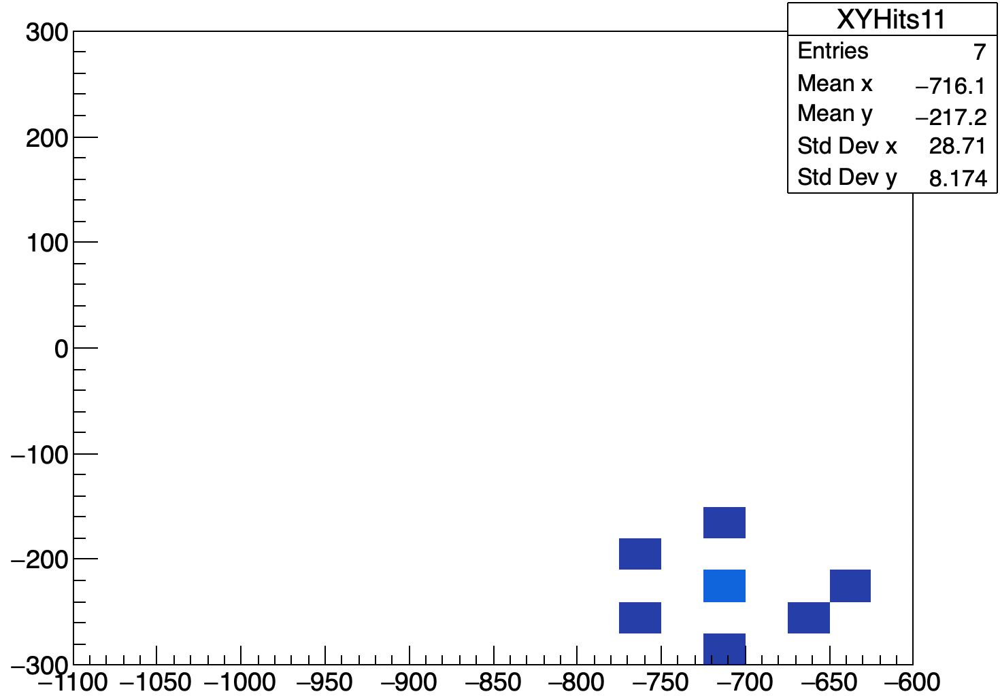 XYHits11
Entries 7
Mean x −716.1
Mean y −217.2
Std Dev x 28.71
Std Dev y 8.174
300
200
100
0
−100
−200
−300
−1100 −1050 −1000 −950 −900 −850 −800 −750 −700 −650 −600